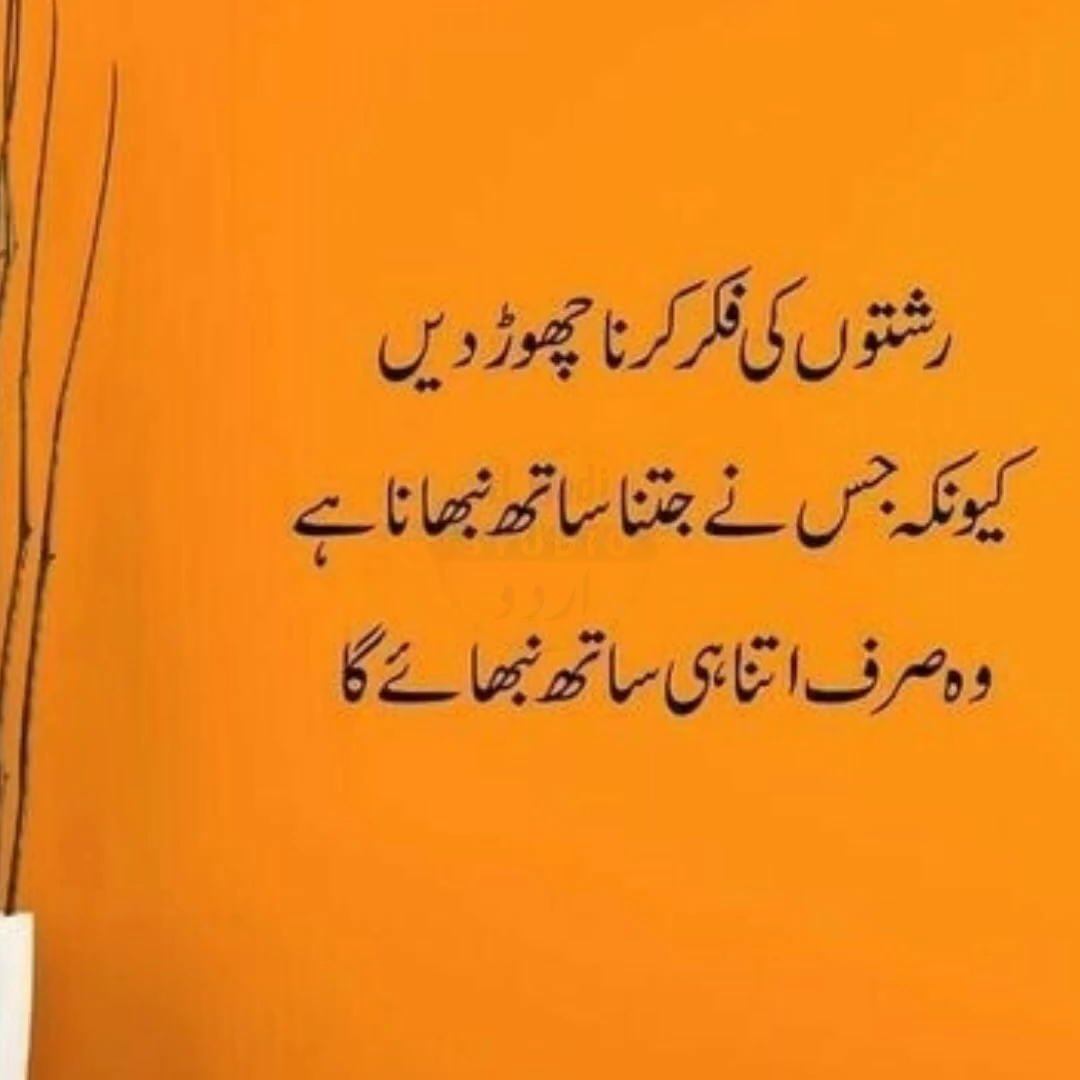 رشتوں کی فکر کرنا چھوڑ دیں
کیونکہ جس نے جتنا ساتھ نبھانا ہے
وہ صرف اتنا ہی ساتھ نبھائے گا
اردو